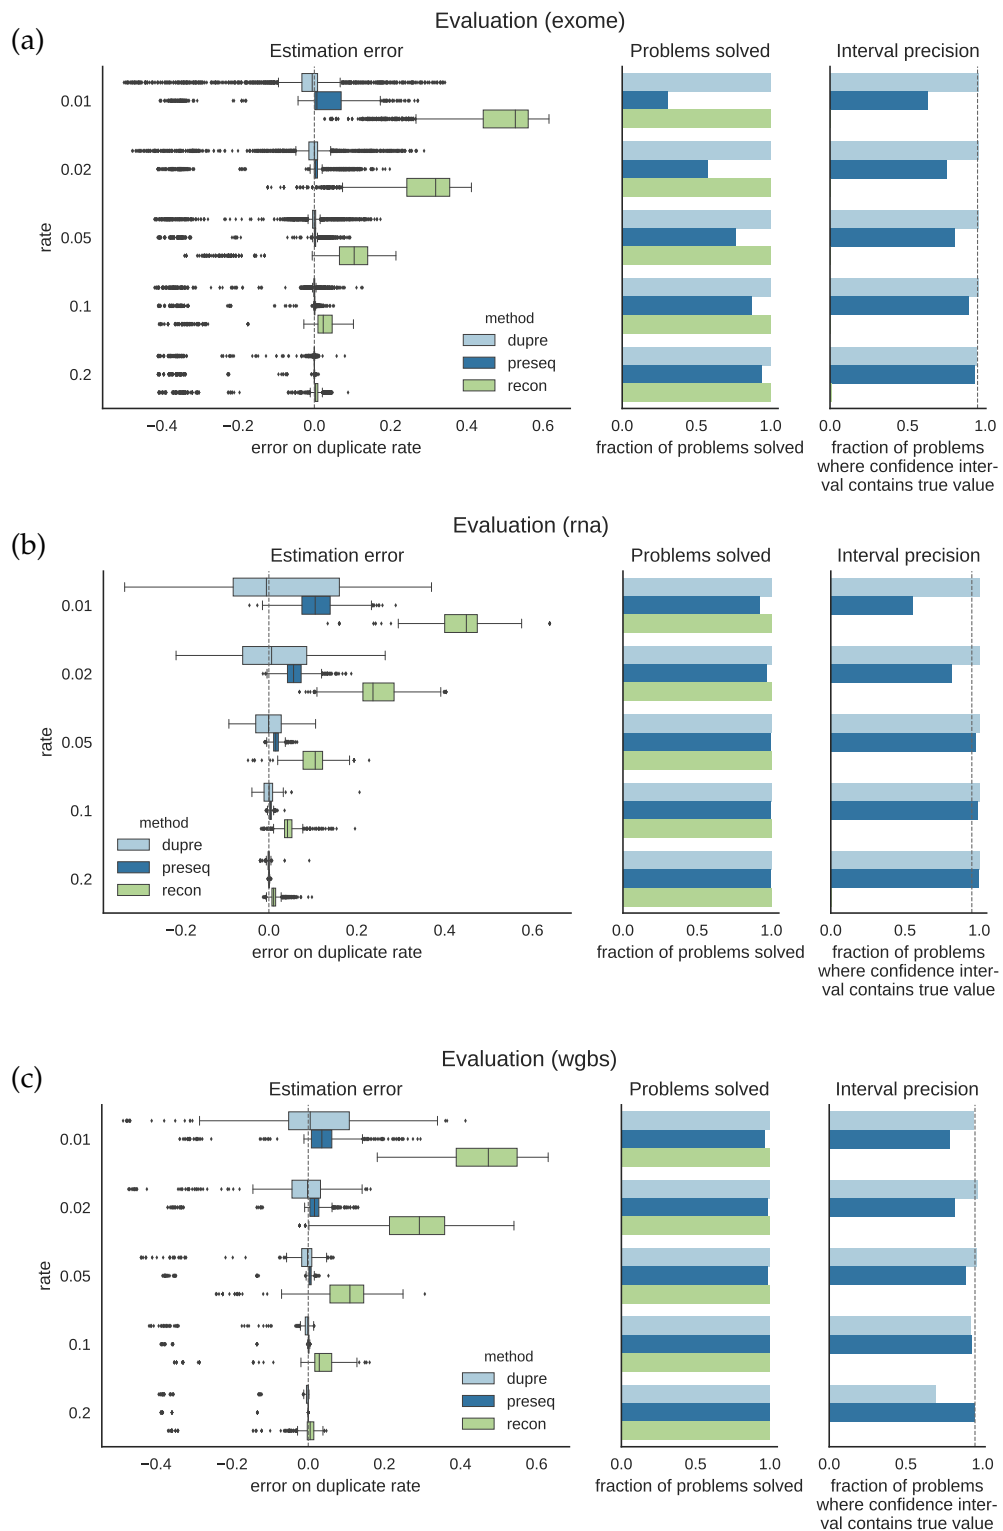 (a)
Evaluation (exome)
Estimation error
Problems solved
Interval precision
0.01
0.02
0.05
0.1
0.2
rate
method
dupre
preseq
recon
−0.4
−0.2
0.0
0.2
0.4
0.6
error on duplicate rate
0.0
0.5
1.0
fraction of problems solved
0.0
0.5
1.0
fraction of problems
where confidence inter-
val contains true value
(b)
Evaluation (rna)
Estimation error
Problems solved
Interval precision
0.01
0.02
0.05
0.1
0.2
rate
method
dupre
preseq
recon
−0.2
0.0
0.2
0.4
0.6
error on duplicate rate
0.0
0.5
1.0
fraction of problems solved
0.0
0.5
1.0
fraction of problems
where confidence inter-
val contains true value
(c)
Evaluation (wgbs)
Estimation error
Problems solved
Interval precision
0.01
0.02
0.05
0.1
0.2
rate
method
dupre
preseq
recon
−0.4
−0.2
0.0
0.2
0.4
0.6
error on duplicate rate
0.0
0.5
1.0
fraction of problems solved
0.0
0.5
1.0
fraction of problems
where confidence inter-
val contains true value